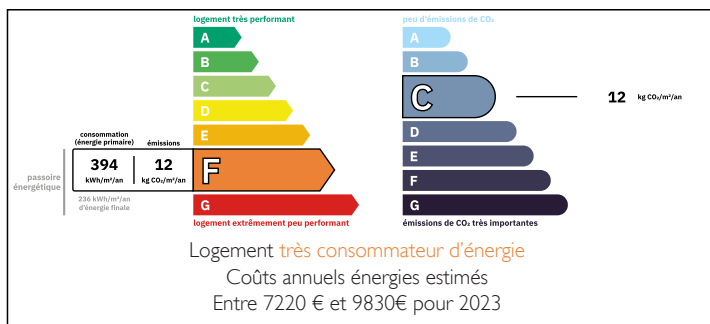 logement très performant
A
B
C
D
E
consommation
(énergie primaire)
émissions
394
kWh/m²/an
12
kg CO₂/m²/an
F
passoire
énergétique
236 kWh/m²/an
d'énergie finale
G
logement extrêmement peu performant
peu d'émissions de CO₂
A
B
C
12 kg CO₂/m²/an
D
E
F
G
émissions de CO₂ très importantes
Logement très consommateur d'énergie
Coûts annuels énergies estimés
Entre 7220 € et 9830€ pour 2023